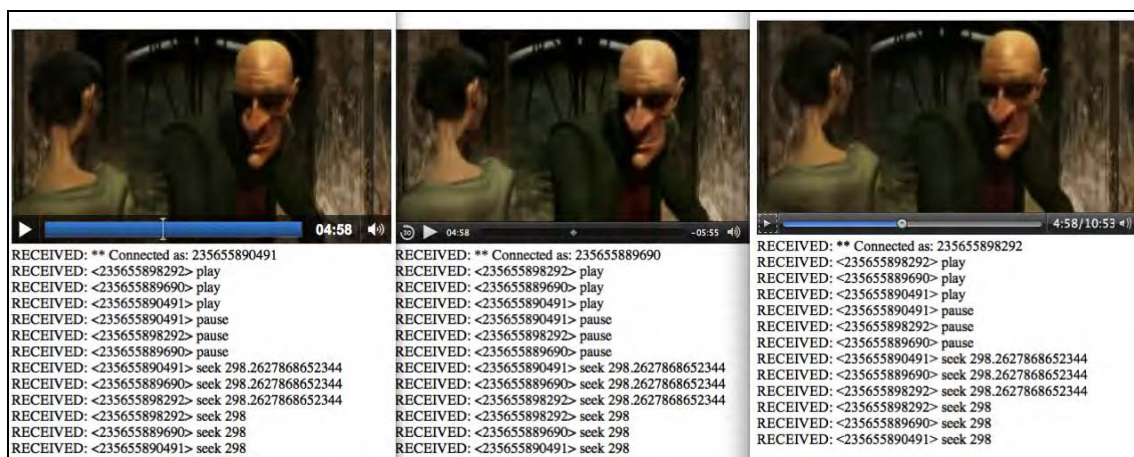 04:58
RECEIVED: ** Connected as: 235655890491
RECEIVED: <235655898292> play
RECEIVED: <235655889690> play
RECEIVED: <235655890491> play
RECEIVED: <235655890491> pause
RECEIVED: <235655898292> pause
RECEIVED: <235655889690> pause
RECEIVED: <235655890491> seek 298.2627868652344
RECEIVED: <235655889690> seek 298.2627868652344
RECEIVED: <235655898292> seek 298.2627868652344
RECEIVED: <235655898292> seek 298
RECEIVED: <235655889690> seek 298
RECEIVED: <235655890491> seek 298
30 04:58 -05:55
RECEIVED: ** Connected as: 235655889690
RECEIVED: <235655898292> play
RECEIVED: <235655889690> play
RECEIVED: <235655890491> play
RECEIVED: <235655890491> pause
RECEIVED: <235655898292> pause
RECEIVED: <235655889690> pause
RECEIVED: <235655890491> seek 298.2627868652344
RECEIVED: <235655889690> seek 298.2627868652344
RECEIVED: <235655898292> seek 298.2627868652344
RECEIVED: <235655898292> seek 298
RECEIVED: <235655889690> seek 298
RECEIVED: <235655890491> seek 298
4:58/10:53
RECEIVED: ** Connected as: 235655898292
RECEIVED: <235655898292> play
RECEIVED: <235655889690> play
RECEIVED: <235655890491> play
RECEIVED: <235655890491> pause
RECEIVED: <235655898292> pause
RECEIVED: <235655889690> pause
RECEIVED: <235655890491> seek 298.2627868652344
RECEIVED: <235655889690> seek 298.2627868652344
RECEIVED: <235655898292> seek 298.2627868652344
RECEIVED: <235655898292> seek 298
RECEIVED: <235655889690> seek 298
RECEIVED: <235655890491> seek 298